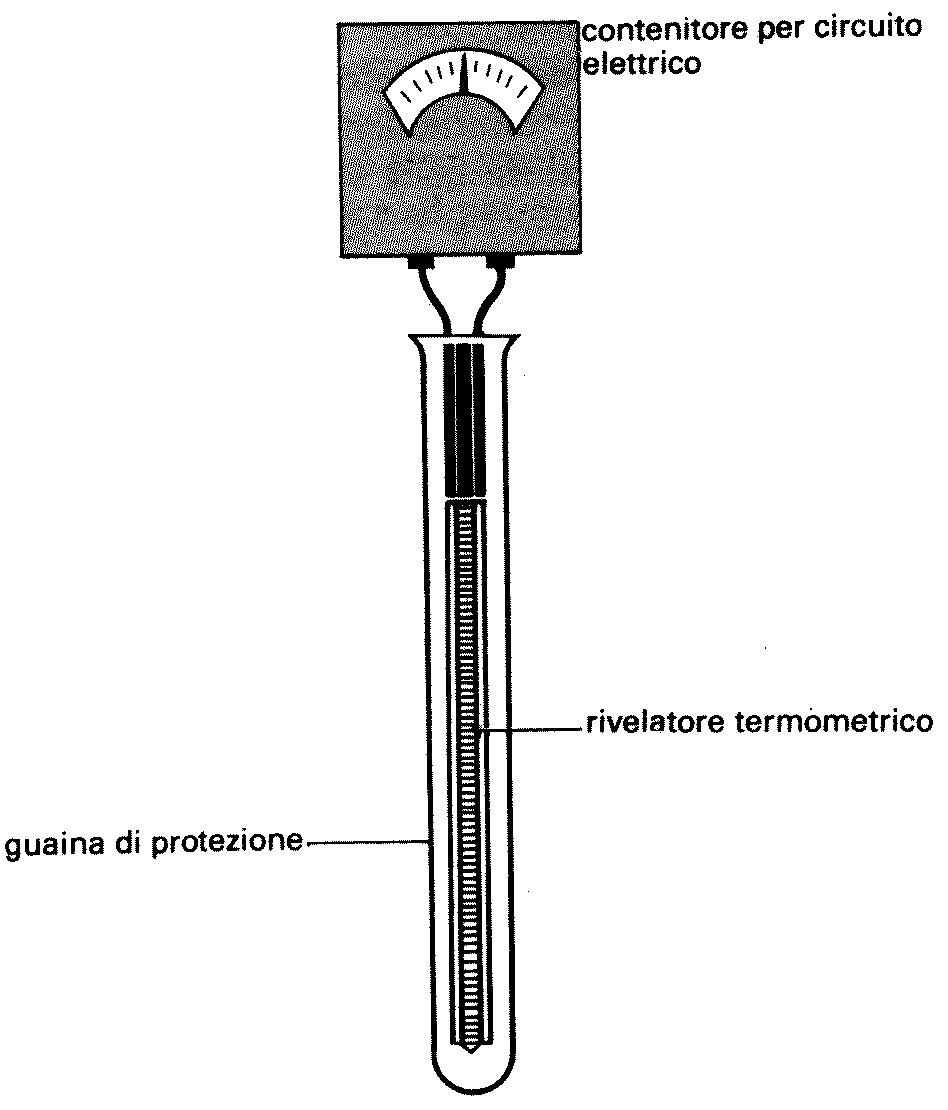 contenitore per circuito
elettrico
rivelatore termometrico
guaina di protezione